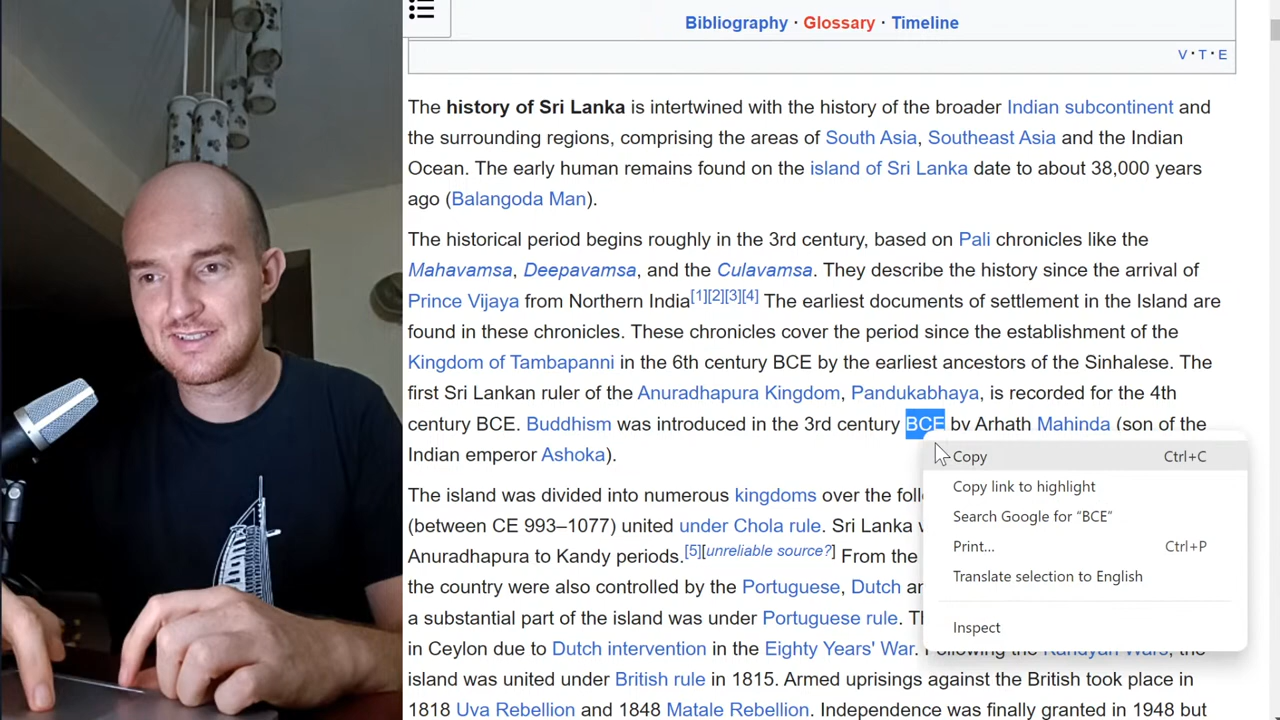 Bibliography · Glossary · Timeline
V · T · E
The history of Sri Lanka is intertwined with the history of the broader Indian subcontinent and
the surrounding regions, comprising the areas of South Asia, Southeast Asia and the Indian
Ocean. The early human remains found on the island of Sri Lanka date to about 38,000 years
ago (Balangoda Man).
The historical period begins roughly in the 3rd century, based on Pali chronicles like the
Mahavamsa, Deepavamsa, and the Culavamsa. They describe the history since the arrival of
Prince Vijaya from Northern India[1][2][3][4] The earliest documents of settlement in the Island are
found in these chronicles. These chronicles cover the period since the establishment of the
Kingdom of Tambapanni in the 6th century BCE by the earliest ancestors of the Sinhalese. The
first Sri Lankan ruler of the Anuradhapura Kingdom, Pandukabhaya, is recorded for the 4th
century BCE. Buddhism was introduced in the 3rd century BCE by Arhath Mahinda (son of the
Indian emperor Ashoka).
The island was divided into numerous kingdoms over the
(between CE 993–1077) united under Chola rule. Sri Lanka
Anuradhapura to Kandy periods.[5][unreliable source?] From the
the country were also controlled by the Portuguese, Dutch
a substantial part of the island was under Portuguese rule.
in Ceylon due to Dutch intervention in the Eighty Years' War. Following the Kandyan Wars, the
island was united under British rule in 1815. Armed uprisings against the British took place in
1818 Uva Rebellion and 1848 Matale Rebellion. Independence was finally granted in 1948 but
Copy Ctrl+C
Copy link to highlight
Search Google for “BCE”
Print... Ctrl+P
Translate selection to English
Inspect